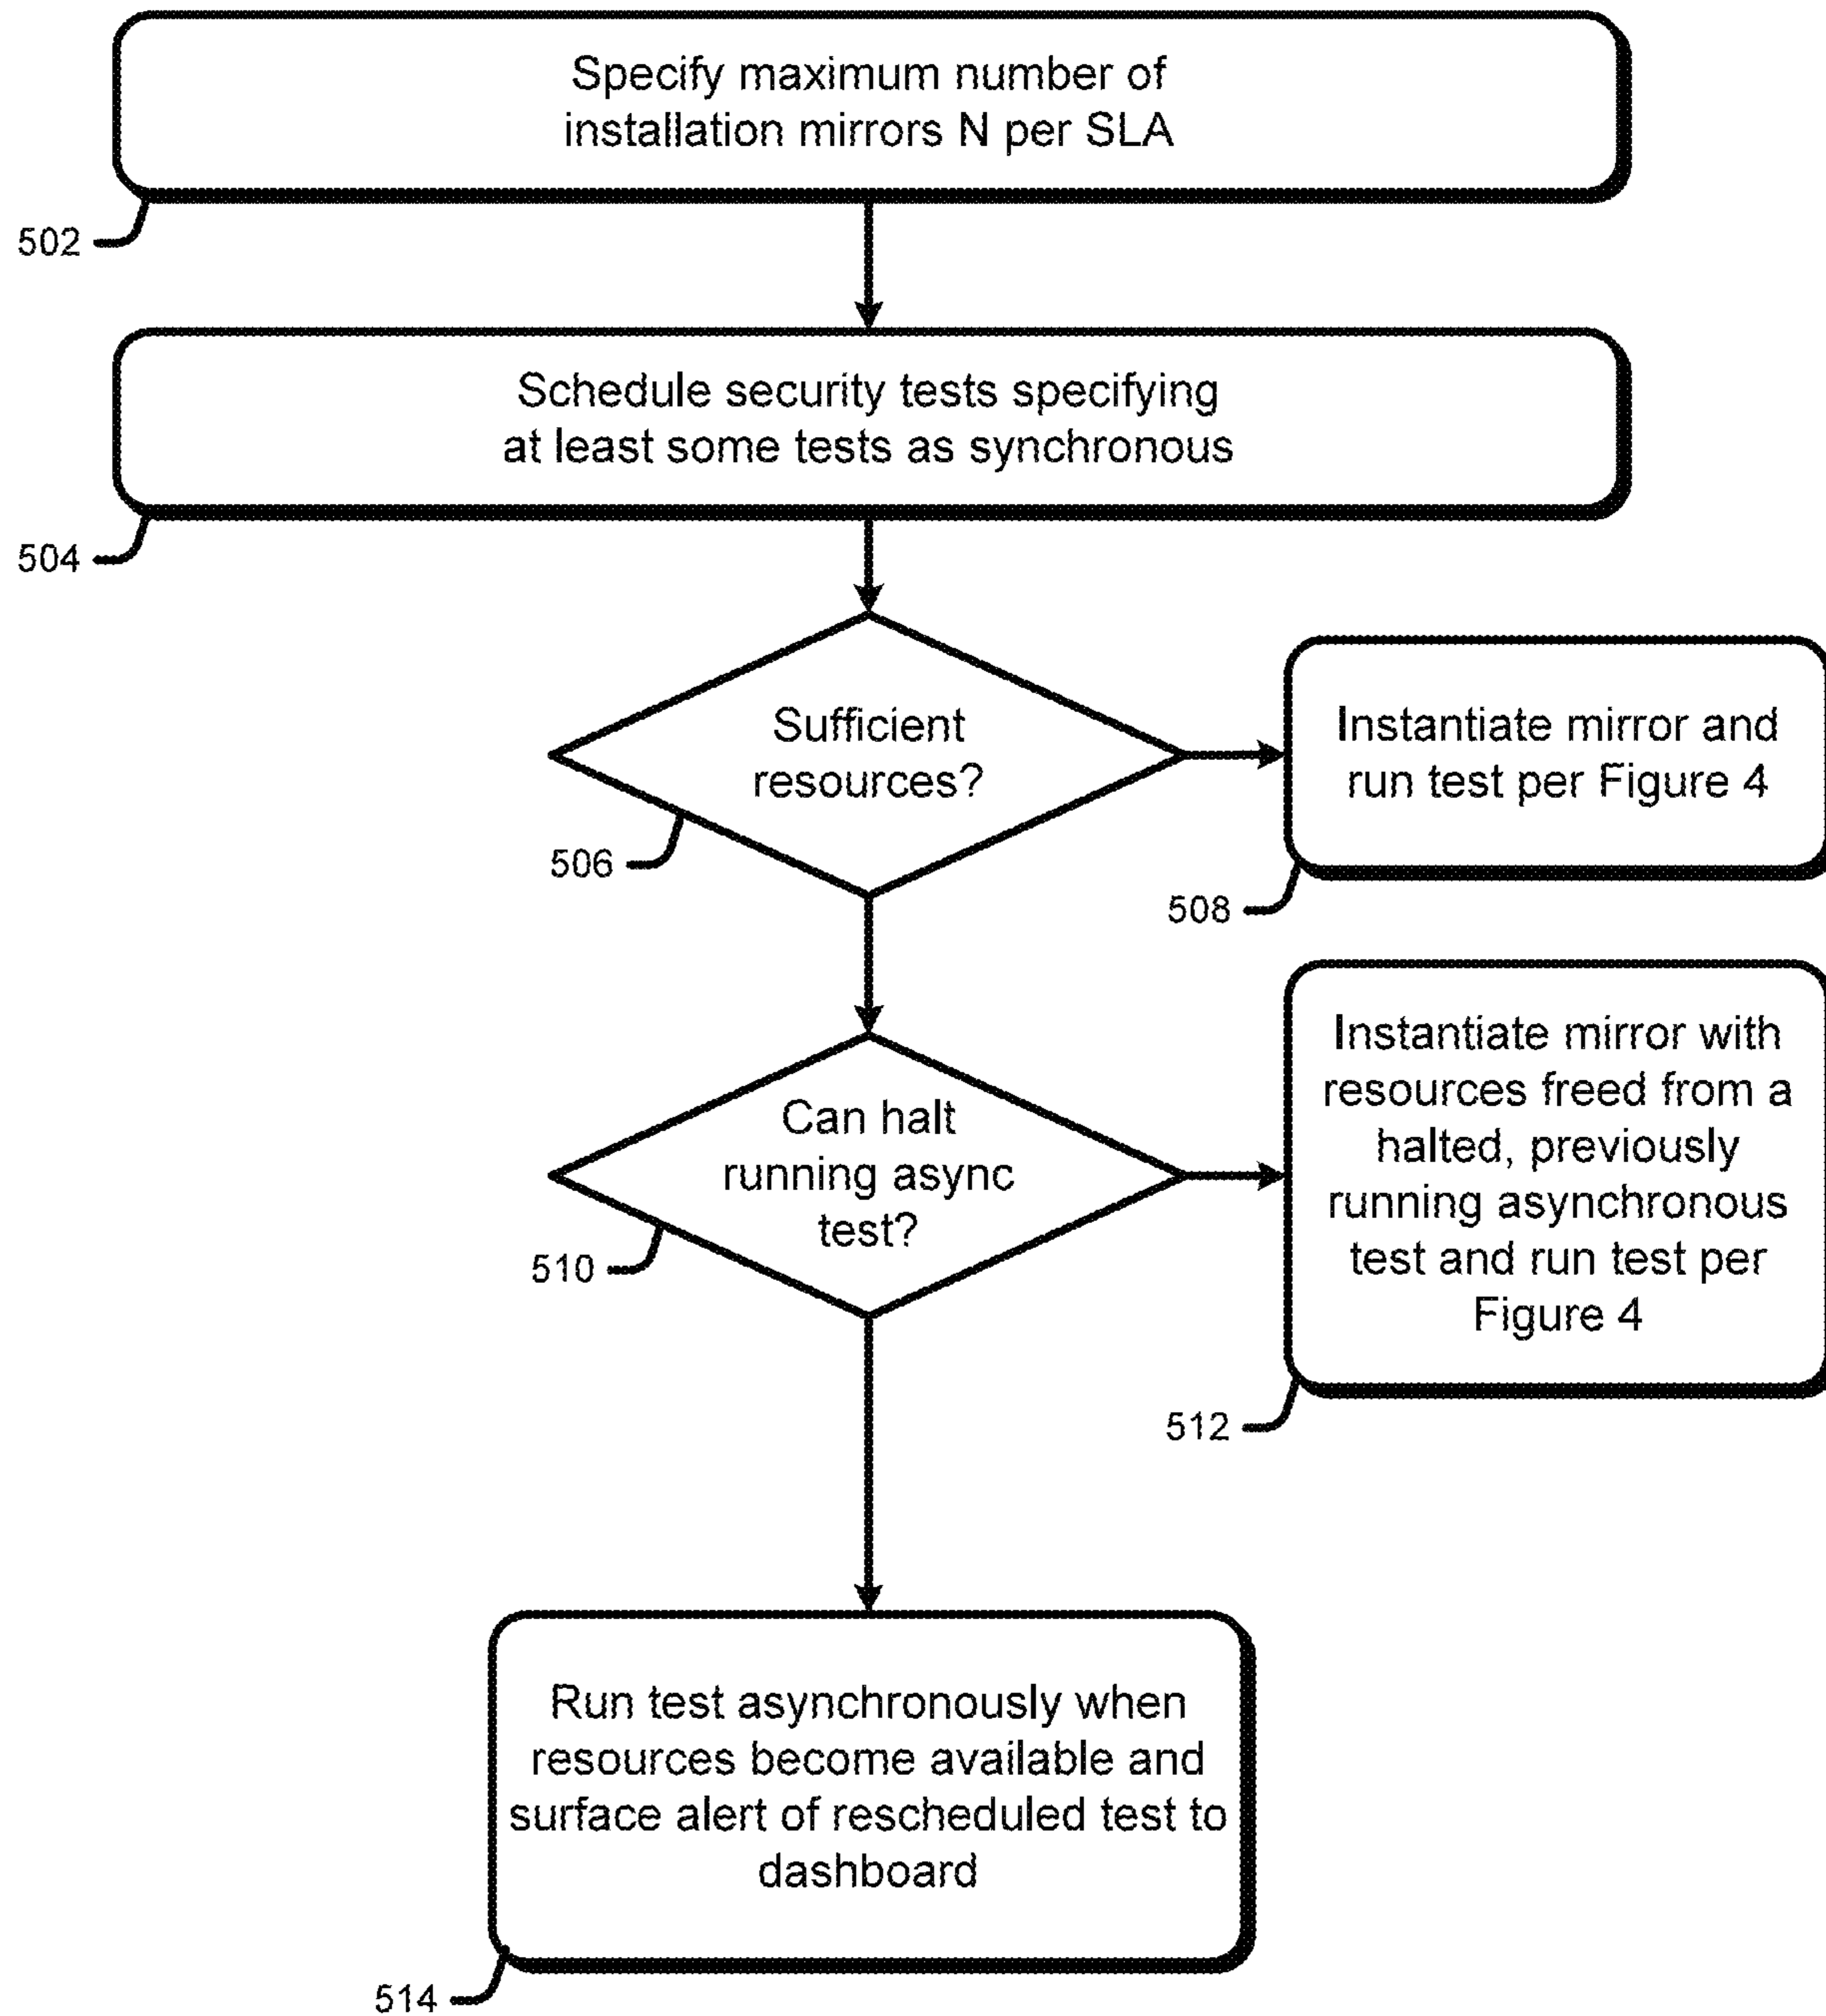 Specify maximum number of
installation mirrors N per SLA
502
Schedule security tests specifying
at least some tests as synchronous
504
Sufficient
resources?
506
Instantiate mirror and
run test per Figure 4
508
Can halt
running async
test?
510
Instantiate mirror with
resources freed from a
halted, previously
running asynchronous
test and run test per
Figure 4
512
Run test asynchronously when
resources become available and
surface alert of rescheduled test to
dashboard
514